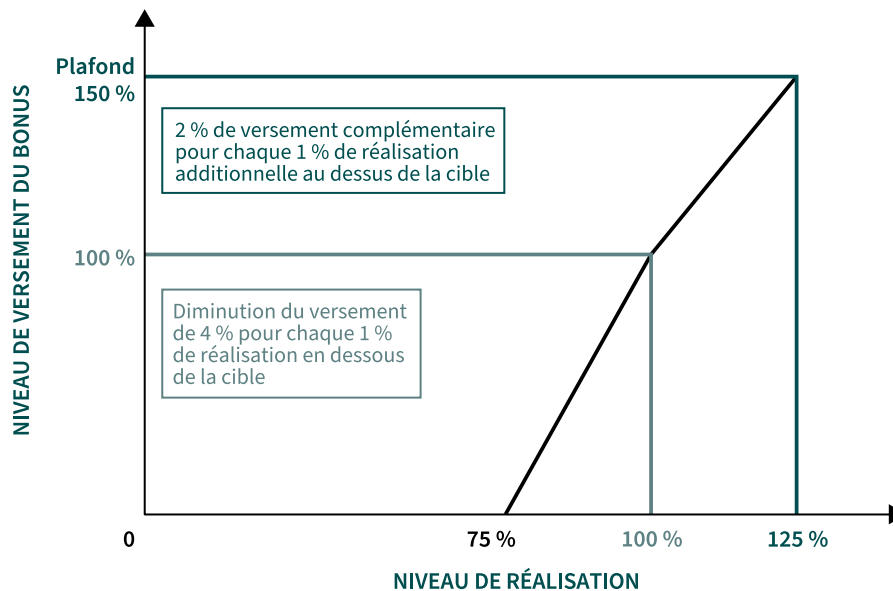 NIVEAU DE VERSEMENT DU BONUS
Plafond
150 %
2 % de versement complémentaire
pour chaque 1 % de réalisation
additionnelle au dessus de la cible
100 %
Diminution du versement
de 4 % pour chaque 1 %
de réalisation en dessous
de la cible
0
75 %
100 %
125 %
NIVEAU DE RÉALISATION